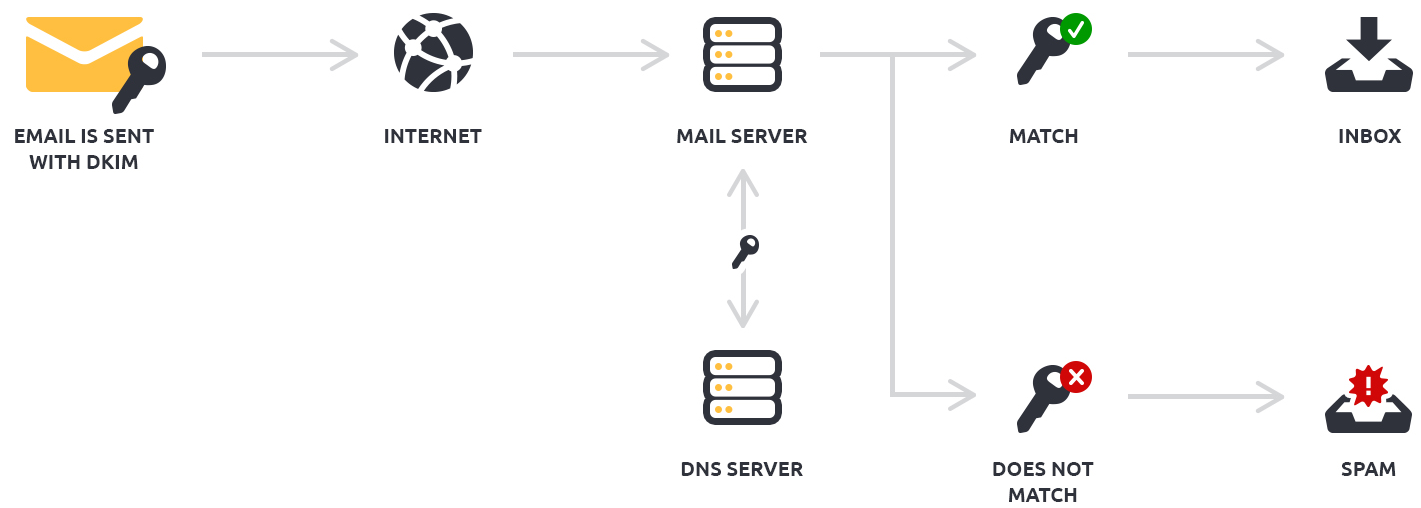 EMAIL IS SENT
WITH DKIM
INTERNET
MAIL SERVER
MATCH
INBOX
DNS SERVER
DOES NOT
MATCH
SPAM